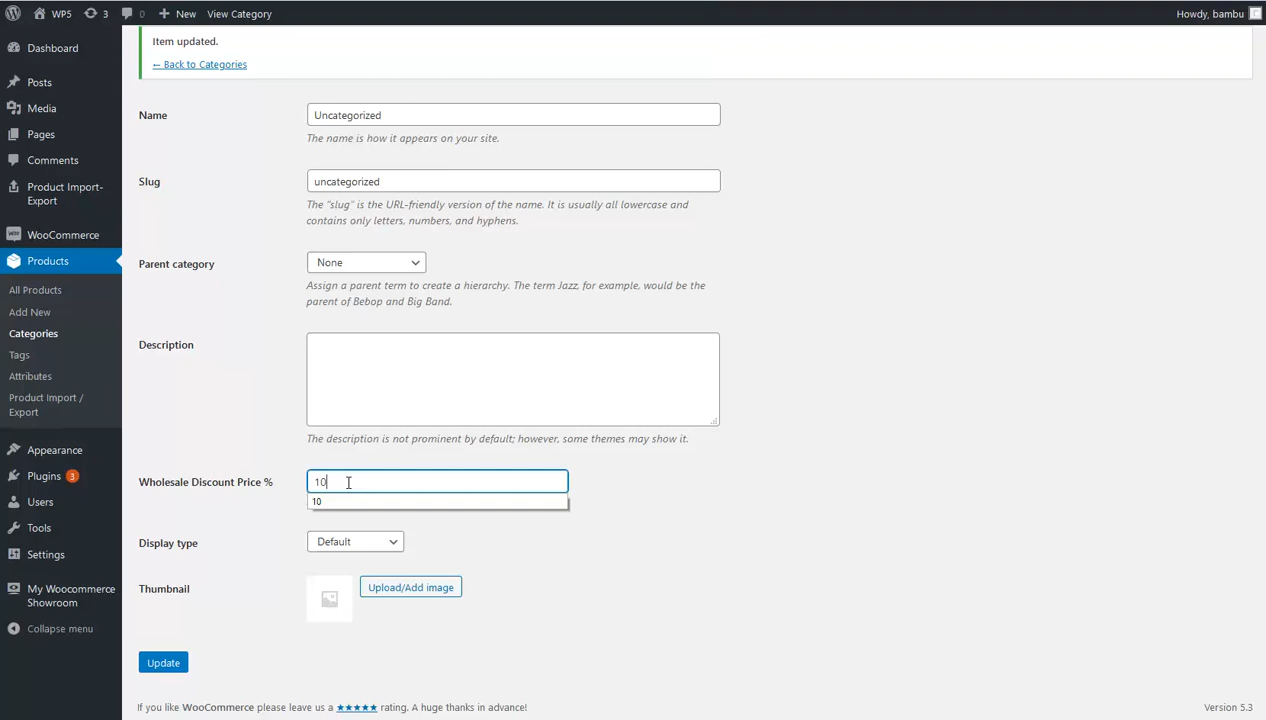 WP5
3
0
New
View Category
Howdy, bambu
Dashboard
Posts
Media
Pages
Comments
Product Import-
Export
WooCommerce
Products
All Products
Add New
Categories
Tags
Attributes
Product Import /
Export
Appearance
Plugins 3
Users
Tools
Settings
My Woocommerce
Showroom
Collapse menu
Item updated.
← Back to Categories
Name
Uncategorized
The name is how it appears on your site.
Slug
uncategorized
The "slug" is the URL-friendly version of the name. It is usually all lowercase and
contains only letters, numbers, and hyphens.
Parent category
None
Assign a parent term to create a hierarchy. The term Jazz, for example, would be the
parent of Bebop and Big Band.
Description
The description is not prominent by default; however, some themes may show it.
Wholesale Discount Price %
10
10
Display type
Default
Thumbnail
Upload/Add image
Update
If you like WooCommerce please leave us a ★★★★★ rating. A huge thanks in advance!
Version 5.3